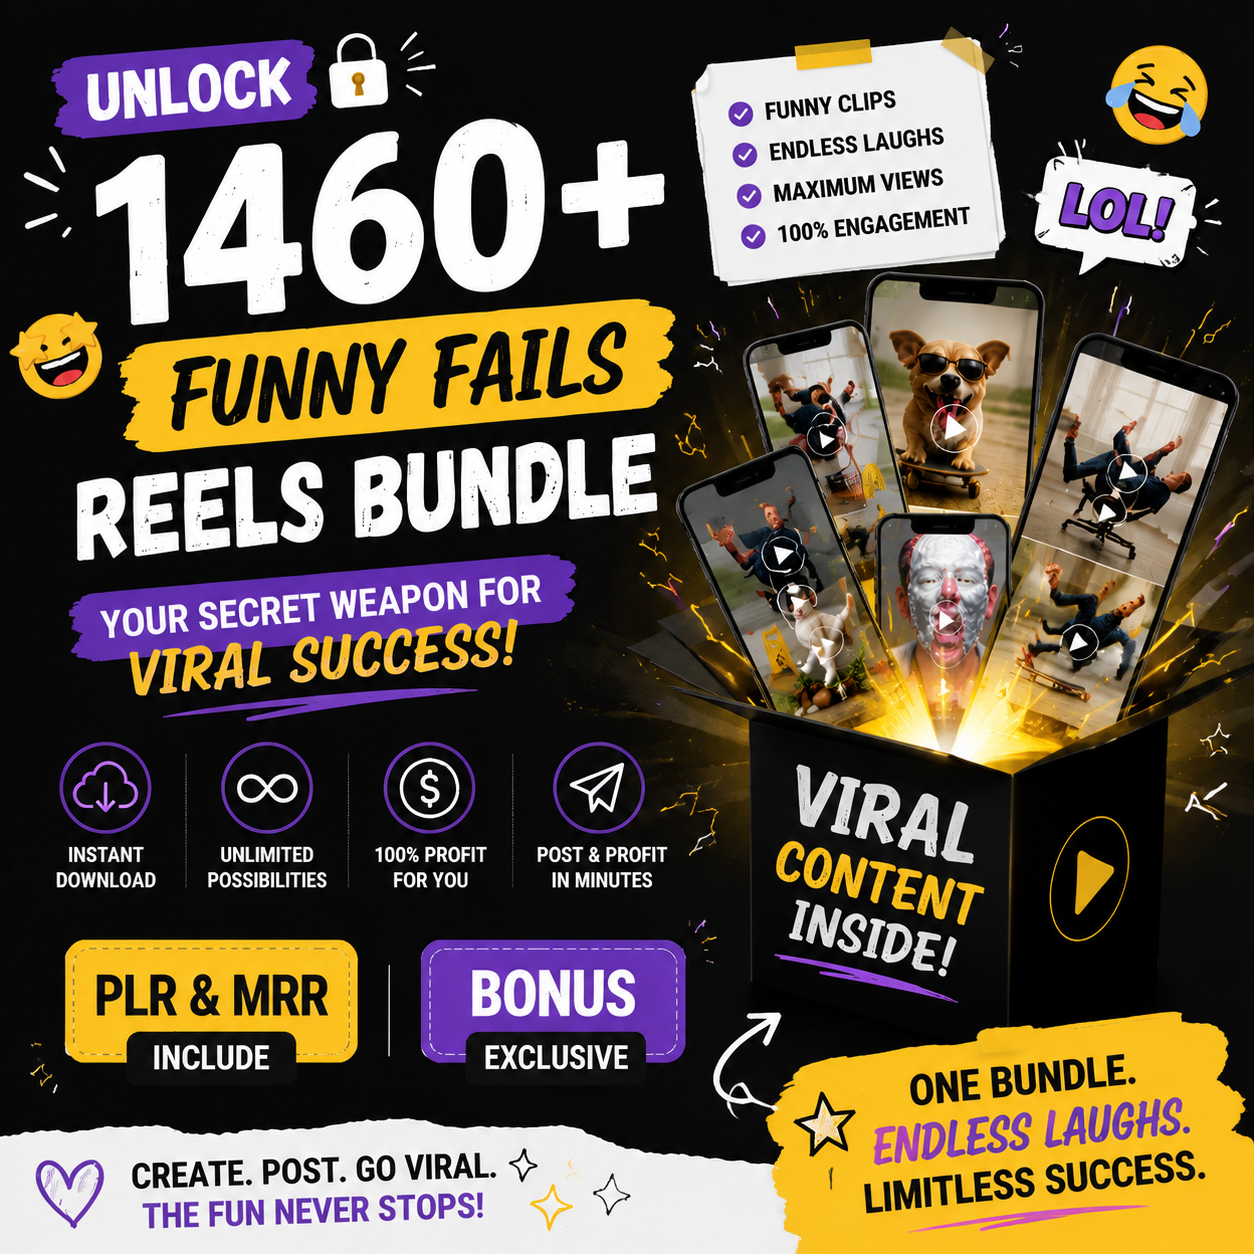 UNLOCK
1460+
FUNNY FAILS
REELS BUNDLE
YOUR SECRET WEAPON FOR
VIRAL SUCCESS!
FUNNY CLIPS
ENDLESS LAUGHS
MAXIMUM VIEWS
100% ENGAGEMENT
LOL!
INSTANT
DOWNLOAD
UNLIMITED
POSSIBILITIES
100% PROFIT
FOR YOU
POST & PROFIT
IN MINUTES
VIRAL
CONTENT
INSIDE!
PLR & MRR
INCLUDE
BONUS
EXCLUSIVE
ONE BUNDLE.
ENDLESS LAUGHS.
LIMITLESS SUCCESS.
CREATE. POST. GO VIRAL.
THE FUN NEVER STOPS!